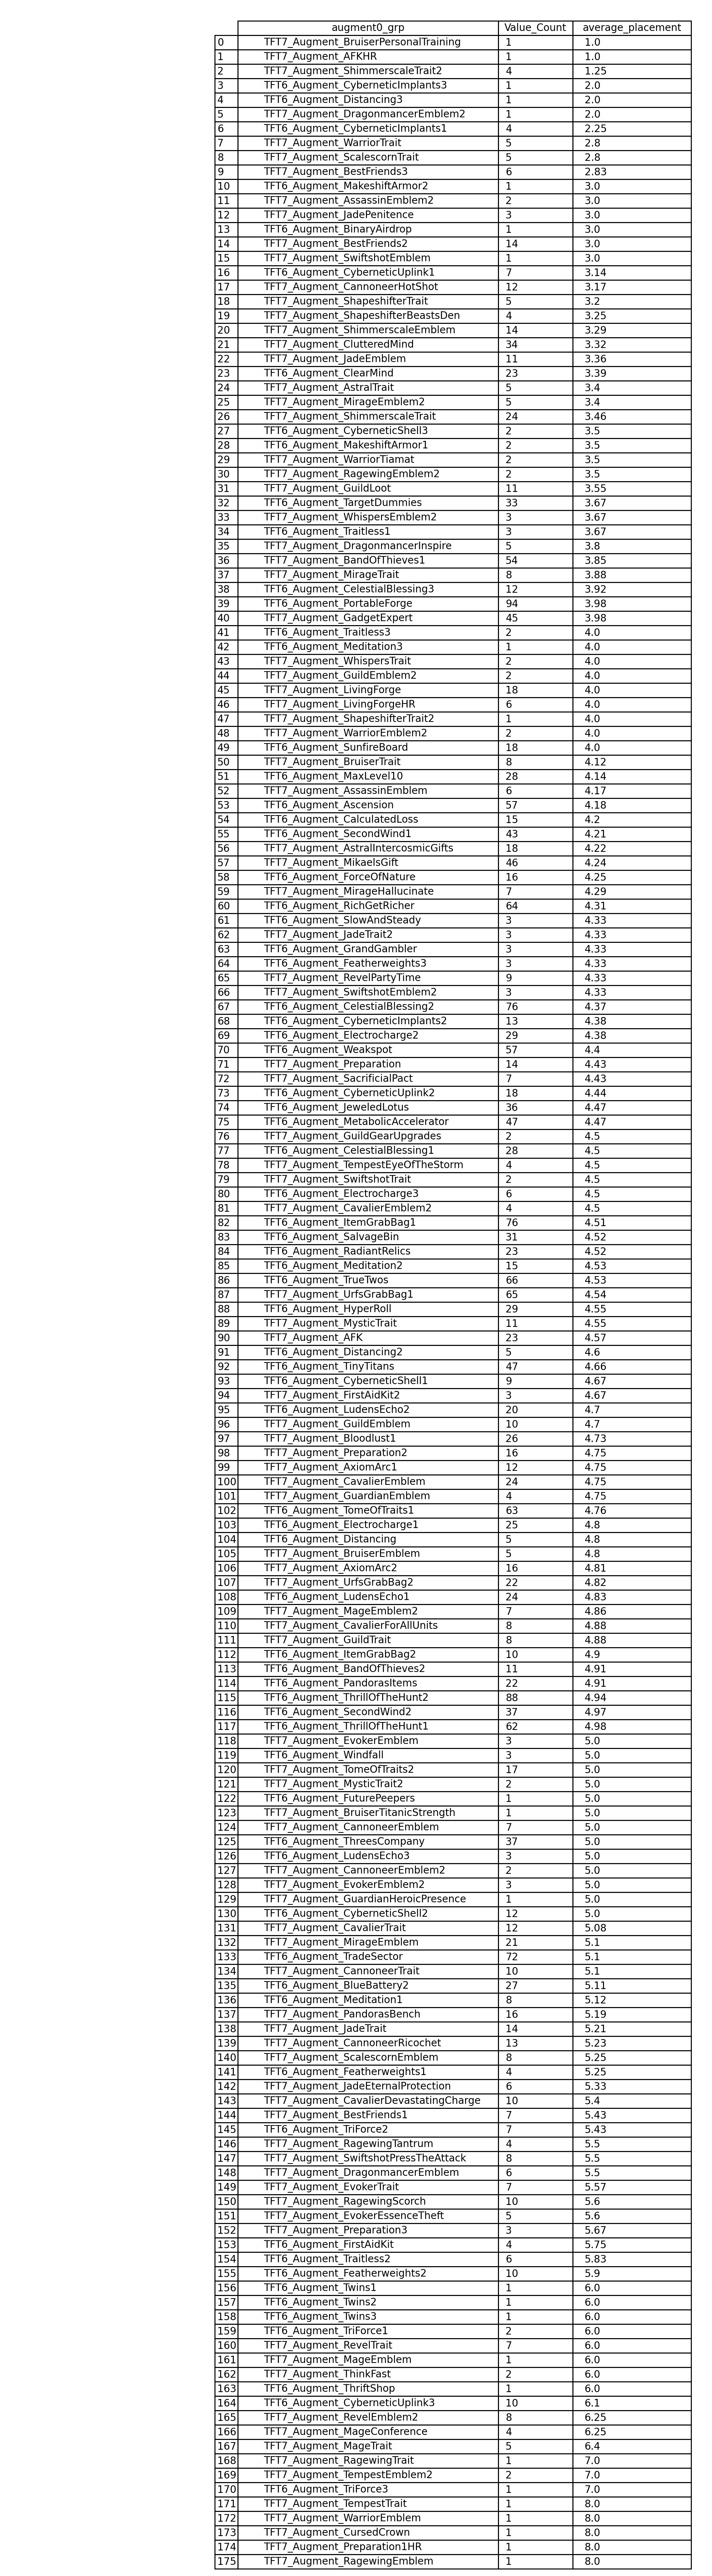 augment0_grp Value_Count average_placement
0 TFT7_Augment_BruiserPersonalTraining 1 1.0
1 TFT7_Augment_AFKHR 1 1.0
2 TFT7_Augment_ShimmerscaleTrait2 4 1.25
3 TFT6_Augment_CyberneticImplants3 1 2.0
4 TFT6_Augment_Distancing3 1 2.0
5 TFT7_Augment_DragonmancerEmblem2 1 2.0
6 TFT6_Augment_CyberneticImplants1 4 2.25
7 TFT7_Augment_WarriorTrait 5 2.8
8 TFT7_Augment_ScalescornTrait 5 2.8
9 TFT7_Augment_BestFriends3 6 2.83
10 TFT6_Augment_MakeshiftArmor2 1 3.0
11 TFT7_Augment_AssassinEmblem2 2 3.0
12 TFT7_Augment_JadePenitence 3 3.0
13 TFT6_Augment_BinaryAirdrop 1 3.0
14 TFT7_Augment_BestFriends2 14 3.0
15 TFT7_Augment_SwiftshotEmblem 1 3.0
16 TFT6_Augment_CyberneticUplink1 7 3.14
17 TFT7_Augment_CannoneerHotShot 12 3.17
18 TFT7_Augment_ShapeshifterTrait 5 3.2
19 TFT7_Augment_ShapeshifterBeastsDen 4 3.25
20 TFT7_Augment_ShimmerscaleEmblem 14 3.29
21 TFT7_Augment_ClutteredMind 34 3.32
22 TFT7_Augment_JadeEmblem 11 3.36
23 TFT6_Augment_ClearMind 23 3.39
24 TFT7_Augment_AstralTrait 5 3.4
25 TFT7_Augment_MirageEmblem2 5 3.4
26 TFT7_Augment_ShimmerscaleTrait 24 3.46
27 TFT6_Augment_CyberneticShell3 2 3.5
28 TFT6_Augment_MakeshiftArmor1 2 3.5
29 TFT7_Augment_WarriorTiamat 2 3.5
30 TFT7_Augment_RagewingEmblem2 2 3.5
31 TFT7_Augment_GuildLoot 11 3.55
32 TFT6_Augment_TargetDummies 33 3.67
33 TFT7_Augment_WhispersEmblem2 3 3.67
34 TFT6_Augment_Traitless1 3 3.67
35 TFT7_Augment_DragonmancerInspire 5 3.8
36 TFT7_Augment_BandOfThieves1 54 3.85
37 TFT7_Augment_MirageTrait 8 3.88
38 TFT6_Augment_CelestialBlessing3 12 3.92
39 TFT6_Augment_PortableForge 94 3.98
40 TFT7_Augment_GadgetExpert 45 3.98
41 TFT6_Augment_Traitless3 2 4.0
42 TFT6_Augment_Meditation3 1 4.0
43 TFT7_Augment_WhispersTrait 2 4.0
44 TFT7_Augment_GuildEmblem2 2 4.0
45 TFT7_Augment_LivingForge 18 4.0
46 TFT7_Augment_LivingForgeHR 6 4.0
47 TFT7_Augment_ShapeshifterTrait2 1 4.0
48 TFT7_Augment_WarriorEmblem2 2 4.0
49 TFT6_Augment_SunfireBoard 18 4.0
50 TFT7_Augment_BruiserTrait 8 4.12
51 TFT6_Augment_MaxLevel10 28 4.14
52 TFT7_Augment_AssassinEmblem 6 4.17
53 TFT6_Augment_Ascension 57 4.18
54 TFT6_Augment_CalculatedLoss 15 4.2
55 TFT6_Augment_SecondWind1 43 4.21
56 TFT7_Augment_AstralIntercosmicGifts 18 4.22
57 TFT7_Augment_MikaelsGift 46 4.24
58 TFT6_Augment_ForceOfNature 16 4.25
59 TFT7_Augment_MirageHallucinate 7 4.29
60 TFT6_Augment_RichGetRicher 64 4.31
61 TFT6_Augment_SlowAndSteady 3 4.33
62 TFT7_Augment_JadeTrait2 3 4.33
63 TFT6_Augment_GrandGambler 3 4.33
64 TFT6_Augment_Featherweights3 3 4.33
65 TFT7_Augment_RevelPartyTime 9 4.33
66 TFT7_Augment_SwiftshotEmblem2 3 4.33
67 TFT6_Augment_CelestialBlessing2 76 4.37
68 TFT6_Augment_CyberneticImplants2 13 4.38
69 TFT6_Augment_Electrocharge2 29 4.38
70 TFT6_Augment_Weakspot 57 4.4
71 TFT7_Augment_Preparation 14 4.43
72 TFT7_Augment_SacrificialPact 7 4.43
73 TFT6_Augment_CyberneticUplink2 18 4.44
74 TFT6_Augment_JeweledLotus 36 4.47
75 TFT6_Augment_MetabolicAccelerator 47 4.47
76 TFT7_Augment_GuildGearUpgrades 2 4.5
77 TFT6_Augment_CelestialBlessing1 28 4.5
78 TFT7_Augment_TempestEyeOfTheStorm 4 4.5
79 TFT7_Augment_SwiftshotTrait 2 4.5
80 TFT6_Augment_Electrocharge3 6 4.5
81 TFT7_Augment_CavalierEmblem2 4 4.5
82 TFT6_Augment_ItemGrabBag1 76 4.51
83 TFT6_Augment_SalvageBin 31 4.52
84 TFT6_Augment_RadiantRelics 23 4.52
85 TFT6_Augment_Meditation2 15 4.53
86 TFT6_Augment_TrueTwos 66 4.53
87 TFT7_Augment_UrfsGrabBag1 65 4.54
88 TFT6_Augment_HyperRoll 29 4.55
89 TFT7_Augment_MysticTrait 11 4.55
90 TFT7_Augment_AFK 23 4.57
91 TFT6_Augment_Distancing2 5 4.6
92 TFT6_Augment_TinyTitans 47 4.66
93 TFT6_Augment_CyberneticShell1 9 4.67
94 TFT7_Augment_FirstAidKit2 3 4.67
95 TFT6_Augment_LudensEcho2 20 4.7
96 TFT7_Augment_GuildEmblem 10 4.7
97 TFT7_Augment_Bloodlust1 26 4.73
98 TFT7_Augment_Preparation2 16 4.75
99 TFT7_Augment_AxiomArc1 12 4.75
100 TFT7_Augment_CavalierEmblem 24 4.75
101 TFT7_Augment_GuardianEmblem 4 4.75
102 TFT6_Augment_TomeOfTraits1 63 4.76
103 TFT6_Augment_Electrocharge1 25 4.8
104 TFT6_Augment_Distancing 5 4.8
105 TFT7_Augment_BruiserEmblem 5 4.8
106 TFT7_Augment_AxiomArc2 16 4.81
107 TFT7_Augment_UrfsGrabBag2 22 4.82
108 TFT6_Augment_LudensEcho1 24 4.83
109 TFT7_Augment_MageEmblem2 7 4.86
110 TFT7_Augment_CavalierForAllUnits 8 4.88
111 TFT7_Augment_GuildTrait 8 4.88
112 TFT6_Augment_ItemGrabBag2 10 4.9
113 TFT7_Augment_BandOfThieves2 11 4.91
114 TFT6_Augment_PandorasItems 22 4.91
115 TFT6_Augment_ThrillOfTheHunt2 88 4.94
116 TFT6_Augment_SecondWind2 37 4.97
117 TFT6_Augment_ThrillOfTheHunt1 62 4.98
118 TFT7_Augment_EvokerEmblem 3 5.0
119 TFT6_Augment_Windfall 3 5.0
120 TFT7_Augment_TomeOfTraits2 17 5.0
121 TFT7_Augment_MysticTrait2 2 5.0
122 TFT6_Augment_FuturePeepers 1 5.0
123 TFT7_Augment_BruiserTitanicStrength 1 5.0
124 TFT7_Augment_CannoneerEmblem 7 5.0
125 TFT6_Augment_ThreesCompany 37 5.0
126 TFT6_Augment_LudensEcho3 3 5.0
127 TFT7_Augment_CannoneerEmblem2 2 5.0
128 TFT7_Augment_EvokerEmblem2 3 5.0
129 TFT7_Augment_GuardianHeroicPresence 1 5.0
130 TFT6_Augment_CyberneticShell2 12 5.0
131 TFT7_Augment_CavalierTrait 12 5.08
132 TFT7_Augment_MirageEmblem 21 5.1
133 TFT6_Augment_TradeSector 72 5.1
134 TFT7_Augment_CannoneerTrait 10 5.1
135 TFT6_Augment_BlueBattery2 27 5.11
136 TFT6_Augment_Meditation1 8 5.12
137 TFT7_Augment_PandorasBench 16 5.19
138 TFT7_Augment_JadeTrait 14 5.21
139 TFT7_Augment_CannoneerRicochet 13 5.23
140 TFT7_Augment_ScalescornEmblem 8 5.25
141 TFT6_Augment_Featherweights1 4 5.25
142 TFT7_Augment_JadeEternalProtection 6 5.33
143 TFT7_Augment_CavalierDevastatingCharge 10 5.4
144 TFT7_Augment_BestFriends1 7 5.43
145 TFT6_Augment_TriForce2 7 5.43
146 TFT7_Augment_RagewingTantrum 4 5.5
147 TFT7_Augment_SwiftshotPressTheAttack 8 5.5
148 TFT7_Augment_DragonmancerEmblem 6 5.5
149 TFT7_Augment_EvokerTrait 7 5.57
150 TFT7_Augment_RagewingScorch 10 5.6
151 TFT7_Augment_EvokerEssenceTheft 5 5.6
152 TFT7_Augment_Preparation3 3 5.67
153 TFT6_Augment_FirstAidKit 4 5.75
154 TFT6_Augment_Traitless2 6 5.83
155 TFT6_Augment_Featherweights2 10 5.9
156 TFT6_Augment_Twins1 1 6.0
157 TFT6_Augment_Twins2 1 6.0
158 TFT6_Augment_Twins3 1 6.0
159 TFT6_Augment_TriForce1 2 6.0
160 TFT7_Augment_RevelTrait 7 6.0
161 TFT7_Augment_MageEmblem 1 6.0
162 TFT7_Augment_ThinkFast 2 6.0
163 TFT6_Augment_ThriftShop 1 6.0
164 TFT6_Augment_CyberneticUplink3 10 6.1
165 TFT7_Augment_RevelEmblem2 8 6.25
166 TFT7_Augment_MageConference 4 6.25
167 TFT7_Augment_MageTrait 5 6.4
168 TFT7_Augment_RagewingTrait 1 7.0
169 TFT7_Augment_TempestEmblem2 2 7.0
170 TFT6_Augment_TriForce3 1 7.0
171 TFT7_Augment_TempestTrait 1 8.0
172 TFT7_Augment_WarriorEmblem 1 8.0
173 TFT7_Augment_CursedCrown 1 8.0
174 TFT7_Augment_Preparation1HR 1 8.0
175 TFT7_Augment_RagewingEmblem 1 8.0